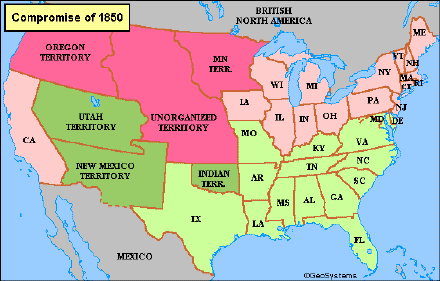 Compromise of 1850
BRITISH
NORTH AMERICA
OREGON
TERRITORY
MN
TERR.
ME
VT
NH
NY
MA
CT
RI
WI
MI
PA
NJ
IA
UTAH
TERRITORY
UNORGANIZED
TERRITORY
IL
IN
OH
MD
DE
CA
MO
KY
VA
NEW MEXICO
TERRITORY
INDIAN
TERR.
AR
TN
NC
SC
TX
MS
AL
GA
LA
FL
MEXICO
©GeoSystems